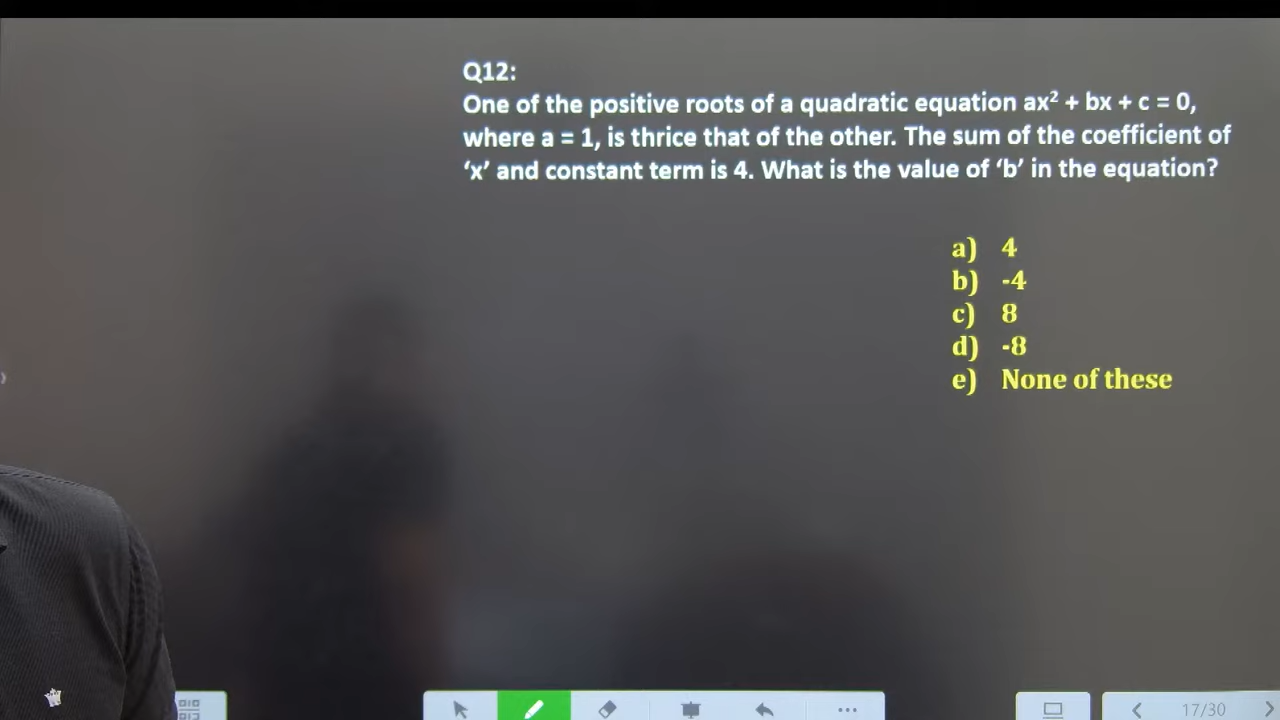 Q12:
One of the positive roots of a quadratic equation ax² + bx + c = 0,
where a = 1, is thrice that of the other. The sum of the coefficient of
‘x’ and constant term is 4. What is the value of ‘b’ in the equation?
a) 4
b) -4
c) 8
d) -8
e) None of these
17/30